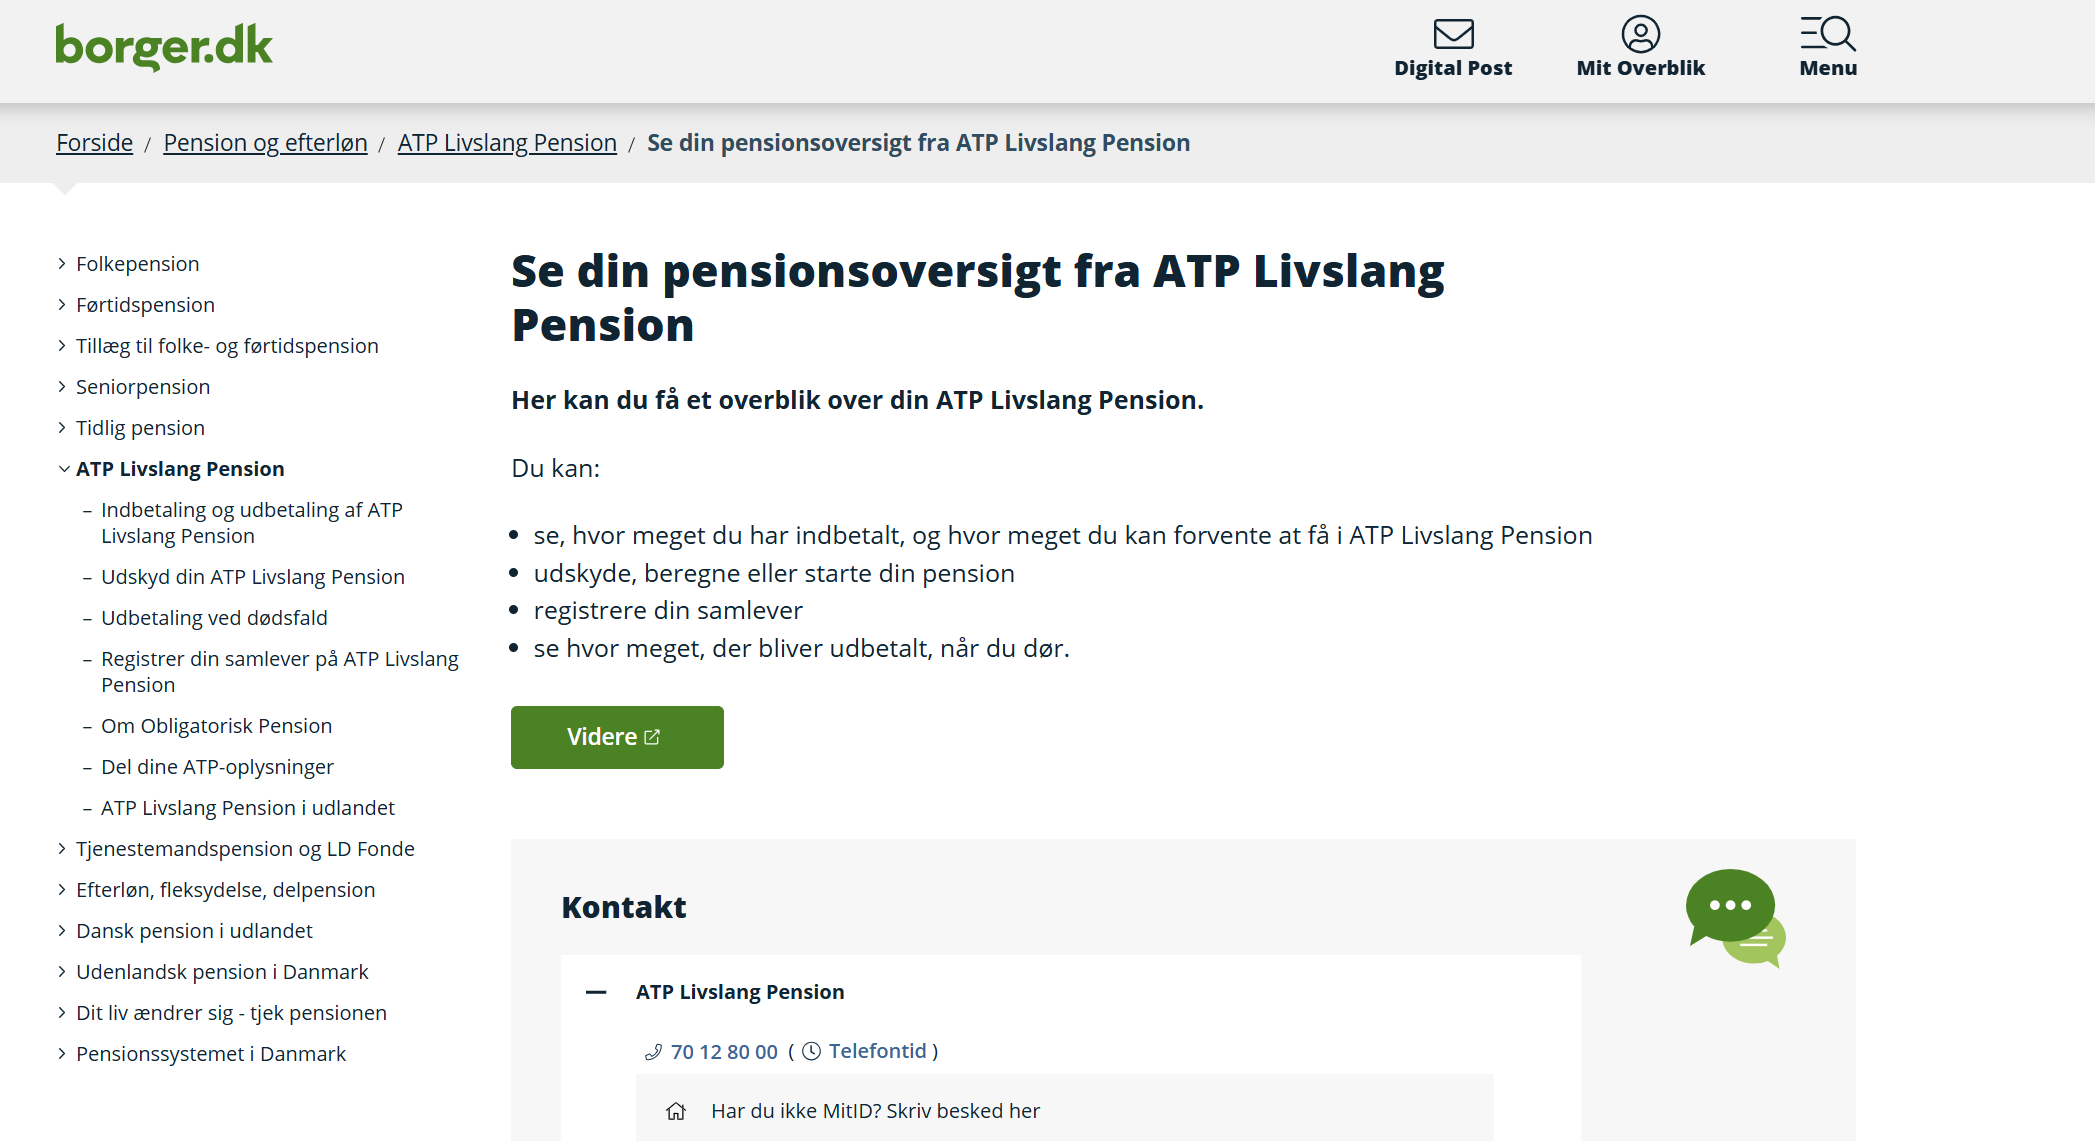 borger.dk
Digital Post
Mit Overblik
Menu
Forside / Pension og efterløn / ATP Livslang Pension / Se din pensionsoversigt fra ATP Livslang Pension
Folkepension
Førtidspension
Tillæg til folke- og førtidspension
Seniorpension
Tidlig pension
ATP Livslang Pension
– Indbetaling og udbetaling af ATP
Livslang Pension
– Udskyd din ATP Livslang Pension
– Udbetaling ved dødsfald
– Registrer din samlever på ATP Livslang
Pension
– Om Obligatorisk Pension
– Del dine ATP-oplysninger
– ATP Livslang Pension i udlandet
Tjenestemandspension og LD Fonde
Efterløn, fleksydelse, delpension
Dansk pension i udlandet
Udenlandsk pension i Danmark
Dit liv ændrer sig - tjek pensionen
Pensionssystemet i Danmark
Se din pensionsoversigt fra ATP Livslang
Pension
Her kan du få et overblik over din ATP Livslang Pension.
Du kan:
• se, hvor meget du har indbetalt, og hvor meget du kan forvente at få i ATP Livslang Pension
• udskyde, beregne eller starte din pension
• registrere din samlever
• se hvor meget, der bliver udbetalt, når du dør.
Videre
Kontakt
ATP Livslang Pension
70 12 80 00 ( Telefontid )
Har du ikke MitID? Skriv besked her